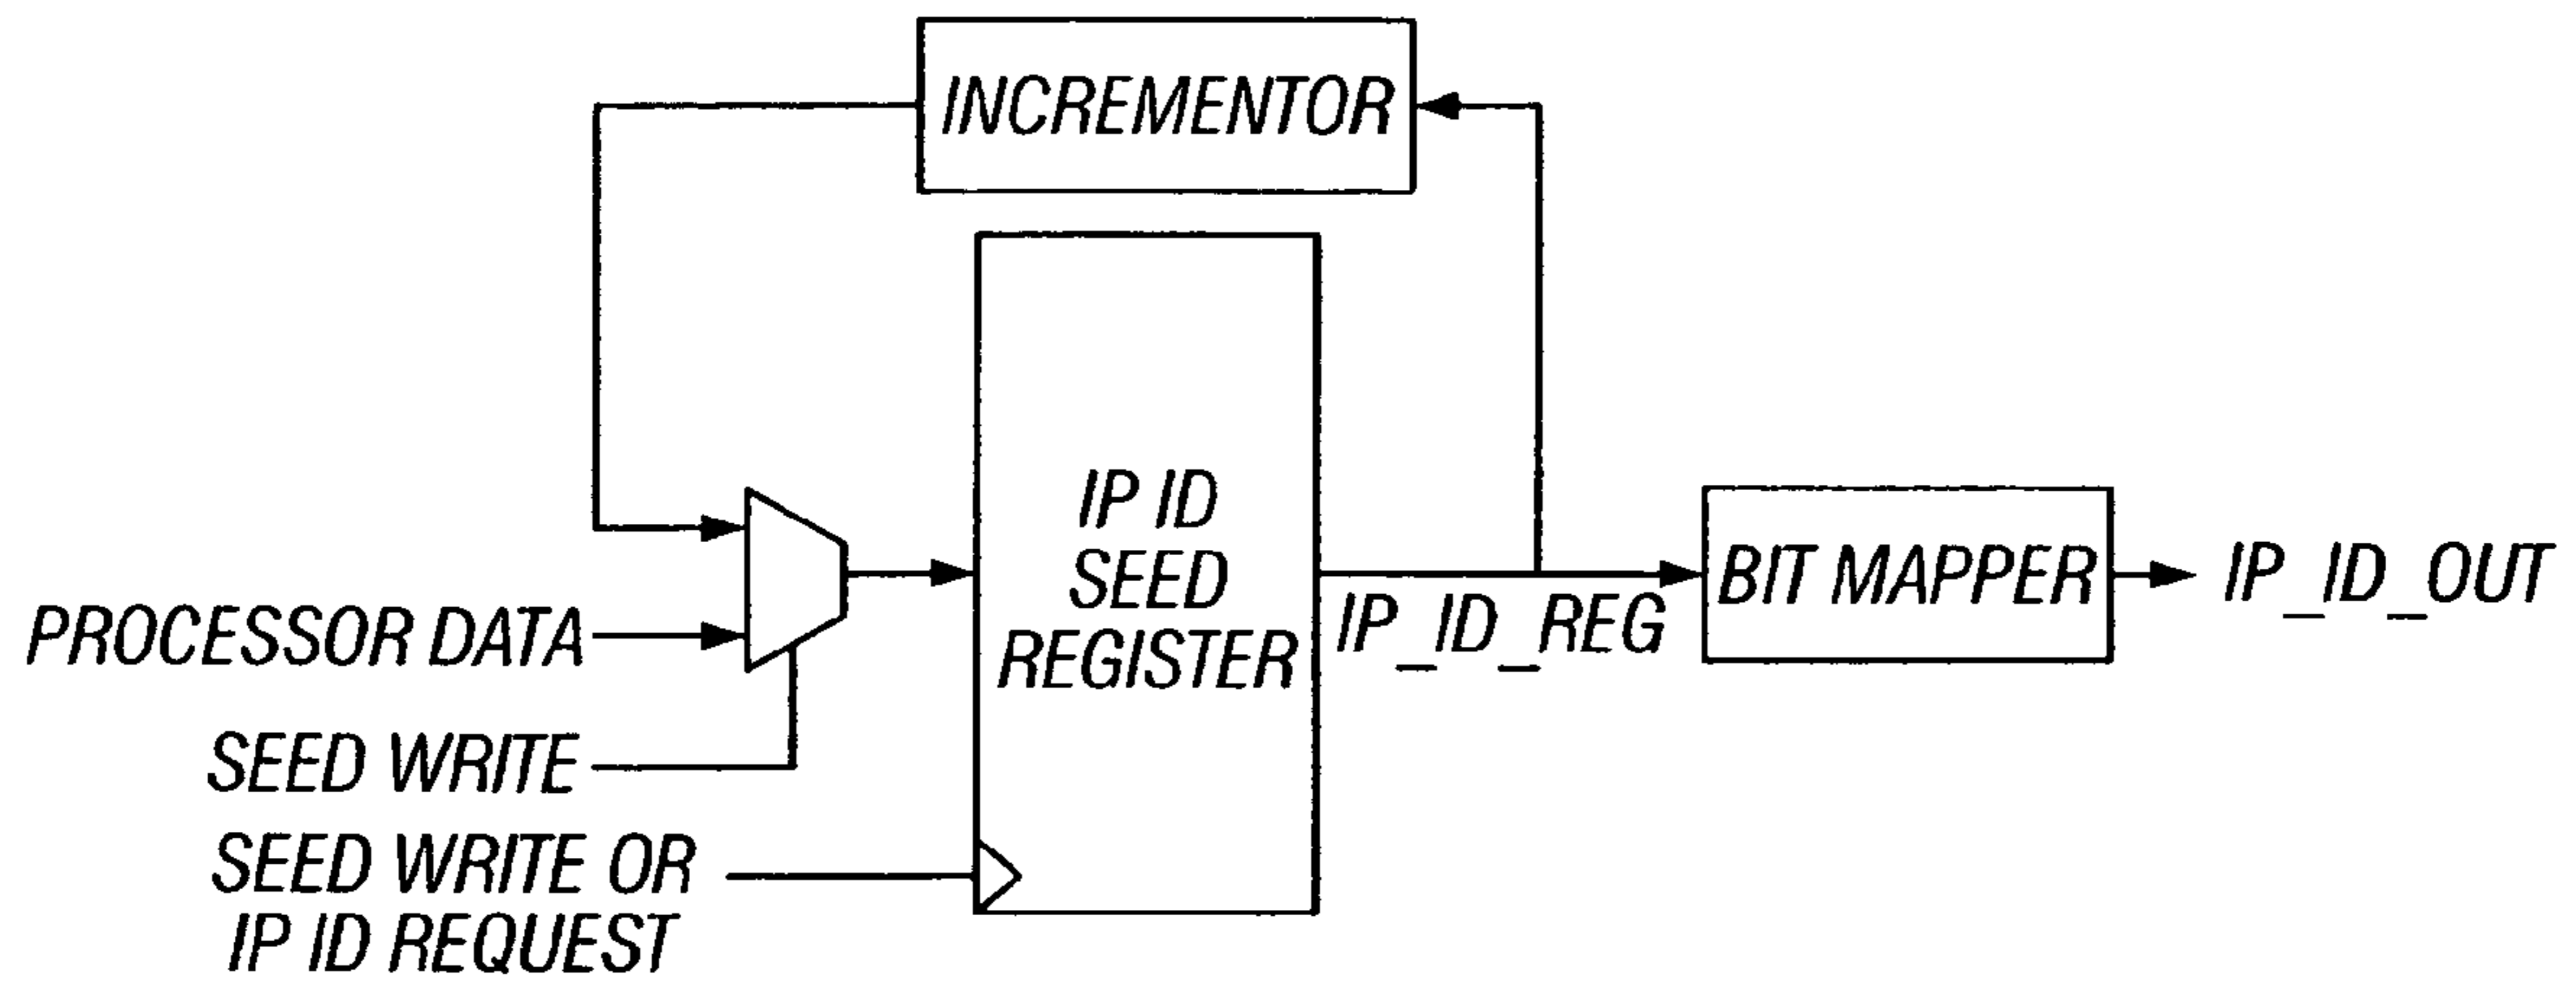 INCREMENTOR
IP ID
SEED
REGISTER
PROCESSOR DATA
SEED WRITE
SEED WRITE OR
IP ID REQUEST
IP_ID_REG
BIT MAPPER
IP_ID_OUT